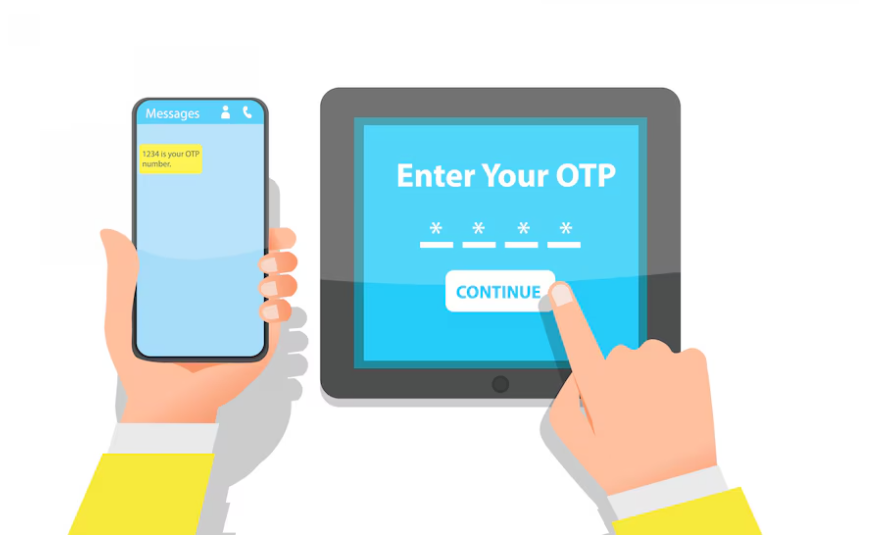 Messages
1234 is your OTP
number.
Enter Your OTP
* * * *
CONTINUE